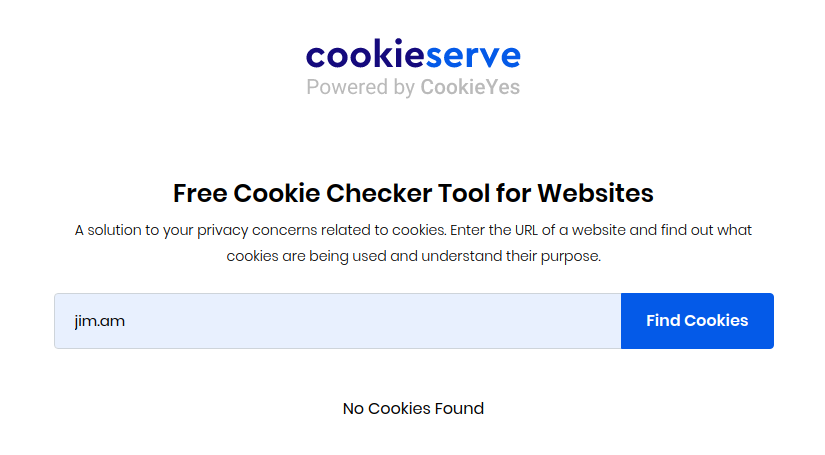 cookieserve
Powered by CookieYes
Free Cookie Checker Tool for Websites
A solution to your privacy concerns related to cookies. Enter the URL of a website and find out what
cookies are being used and understand their purpose.
jim.am
Find Cookies
No Cookies Found